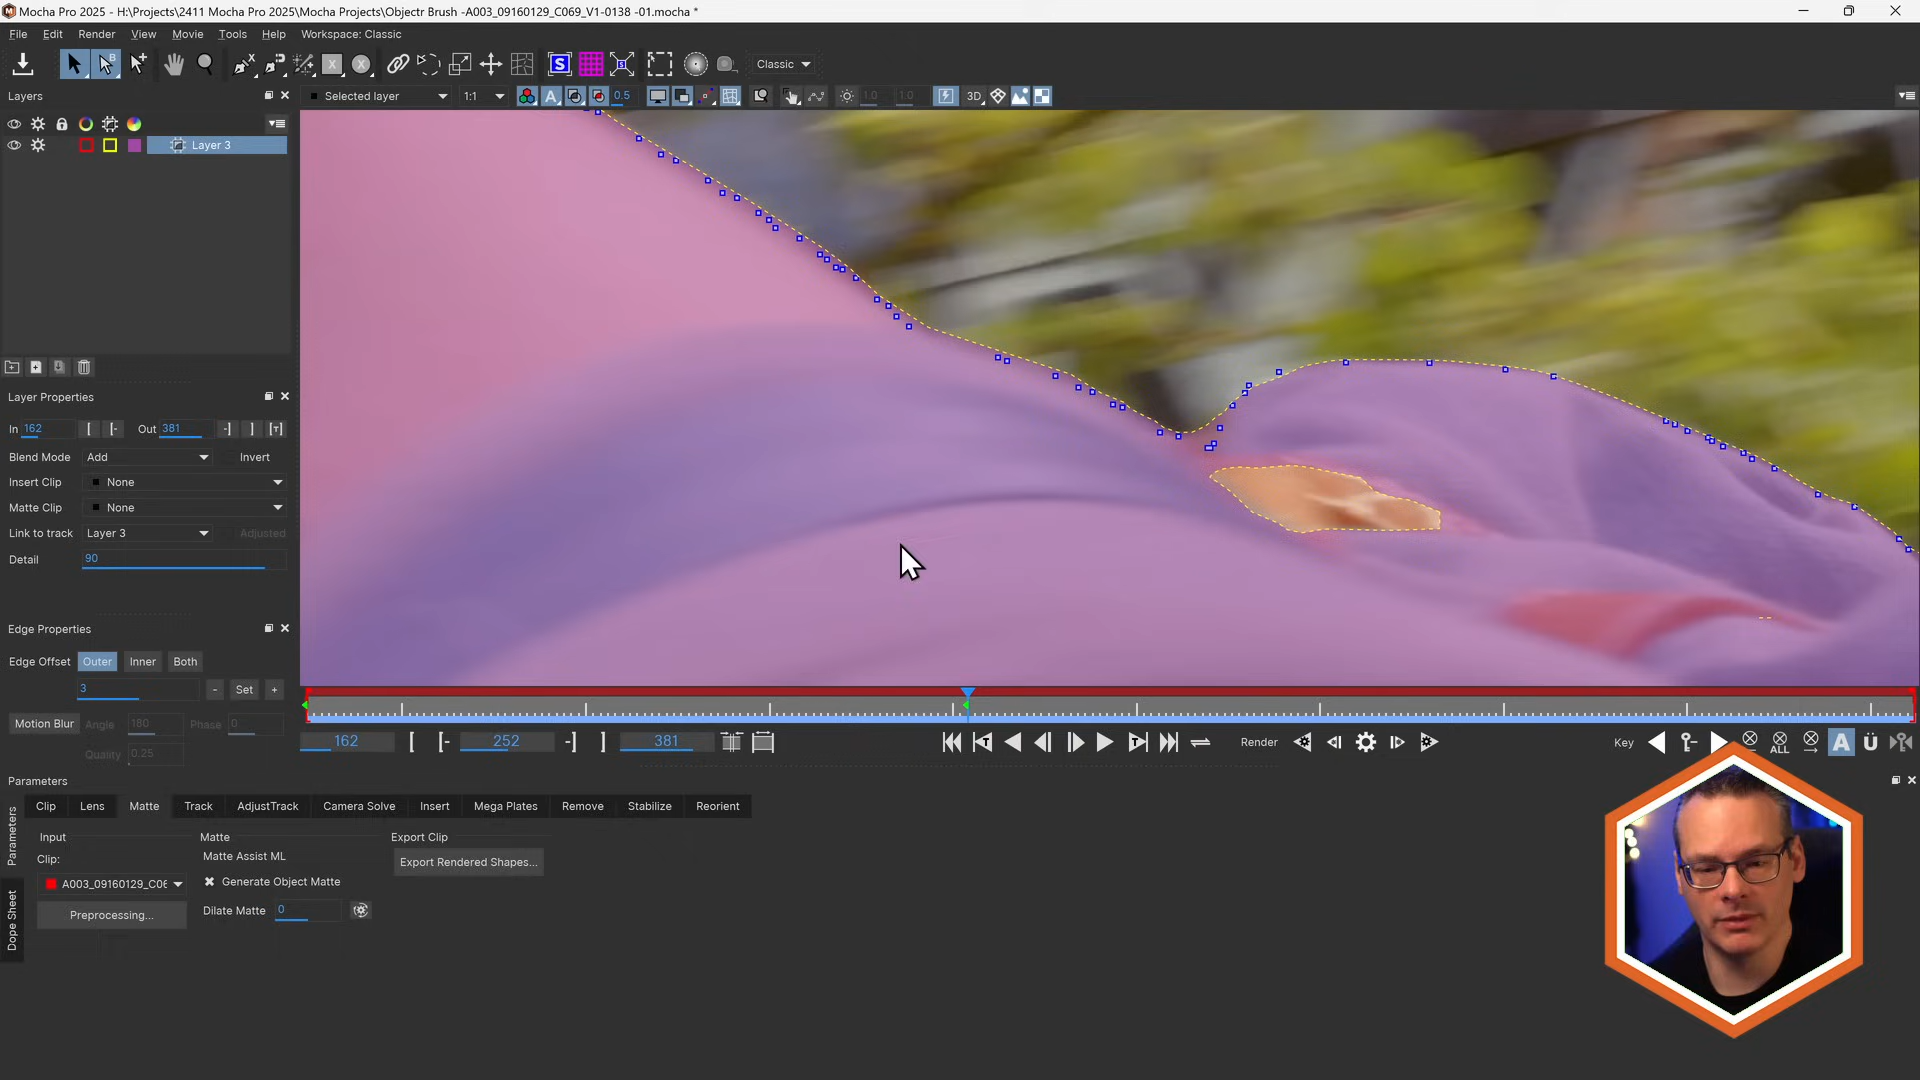 Mocha Pro 2025 - H:\Projects\2411 Mocha Pro 2025\Mocha Projects\Objectr Brush -A003_09160129_C069_V1-0138 -01.mocha *
File Edit Render View Movie Tools Help Workspace: Classic
S Classic
Layers Selected layer 1:1 A 0.5 1.0 1.0 3D
Layer 3
Layer Properties
In 162 [ [- Out 381 -] ] [T]
Blend Mode Add Invert
Insert Clip None
Matte Clip None
Link to track Layer 3 Adjusted
Detail 90
Edge Properties
Edge Offset Outer Inner Both
3 - Set +
Motion Blur Angle 180 Phase 0
Quality 0.25
162 [ [- 252 -] ] 381 Render Key ALL A Ü
Parameters
Clip Lens Matte Track AdjustTrack Camera Solve Insert Mega Plates Remove Stabilize Reorient
Parameters
Dope Sheet
Input Matte Export Clip
Clip: Matte Assist ML Export Rendered Shapes...
A003_09160129_C06 Generate Object Matte
Preprocessing... Dilate Matte 0